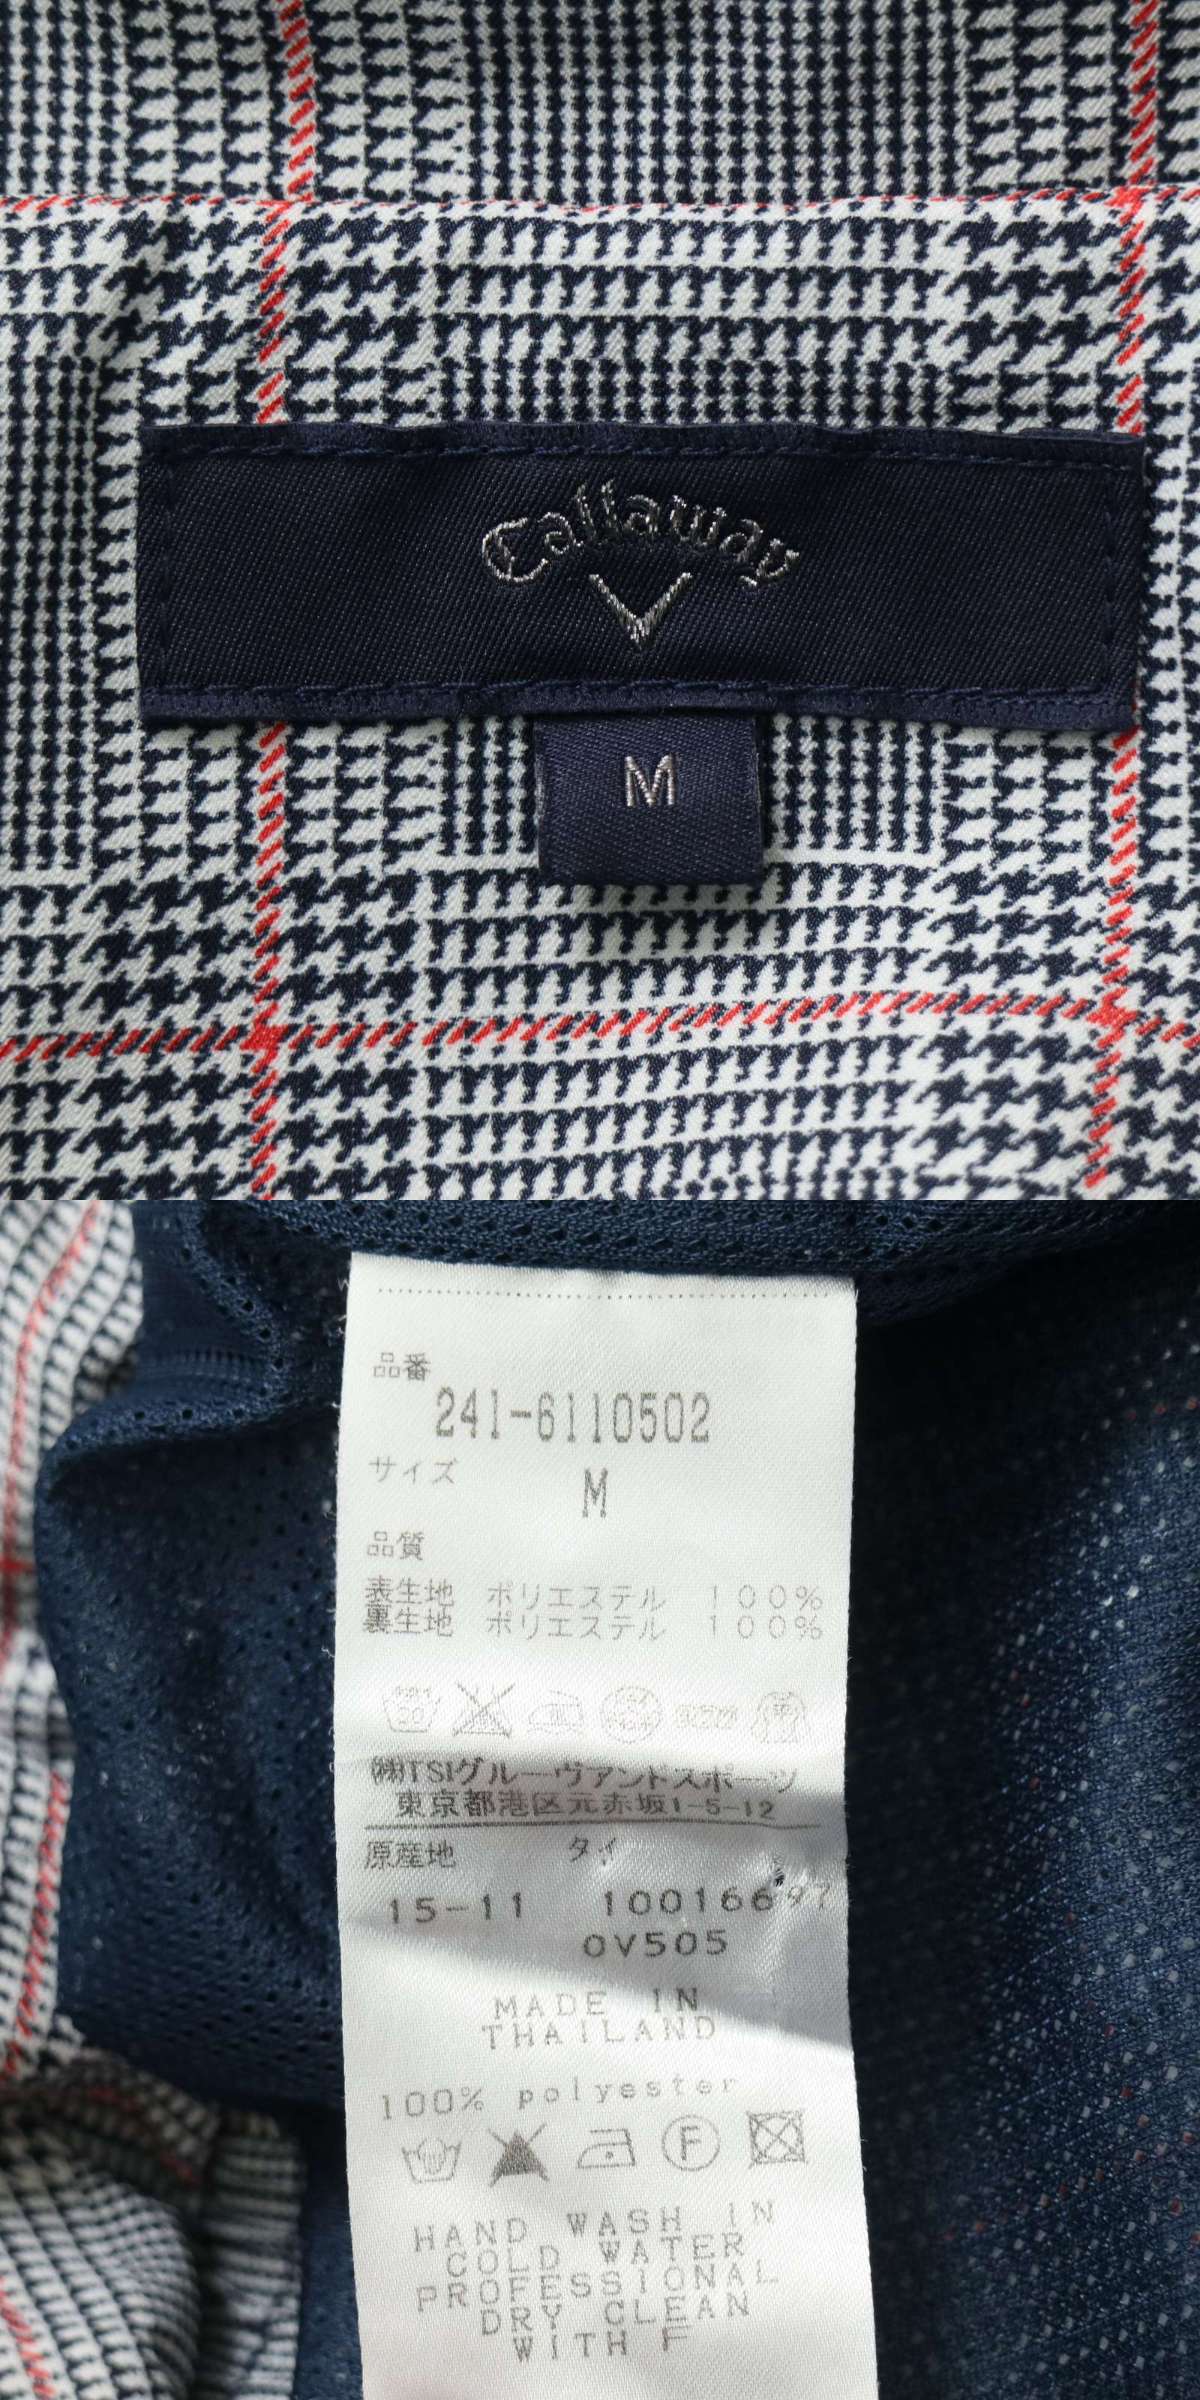 Callaway
M
品番
241-6110502
サイズ
M
品質
表生地 ポリエステル 100%
裏生地 ポリエステル 100%
㈱TSIグルーヴァンドスポーツ
東京都港区元赤坂1-5-12
原産地 タイ
15-11 10016697
0V505
MADE IN
THAILAND
100% polyester
F
HAND WASH IN
COLD WATER
PROFESSIONAL
DRY CLEAN
WITH F